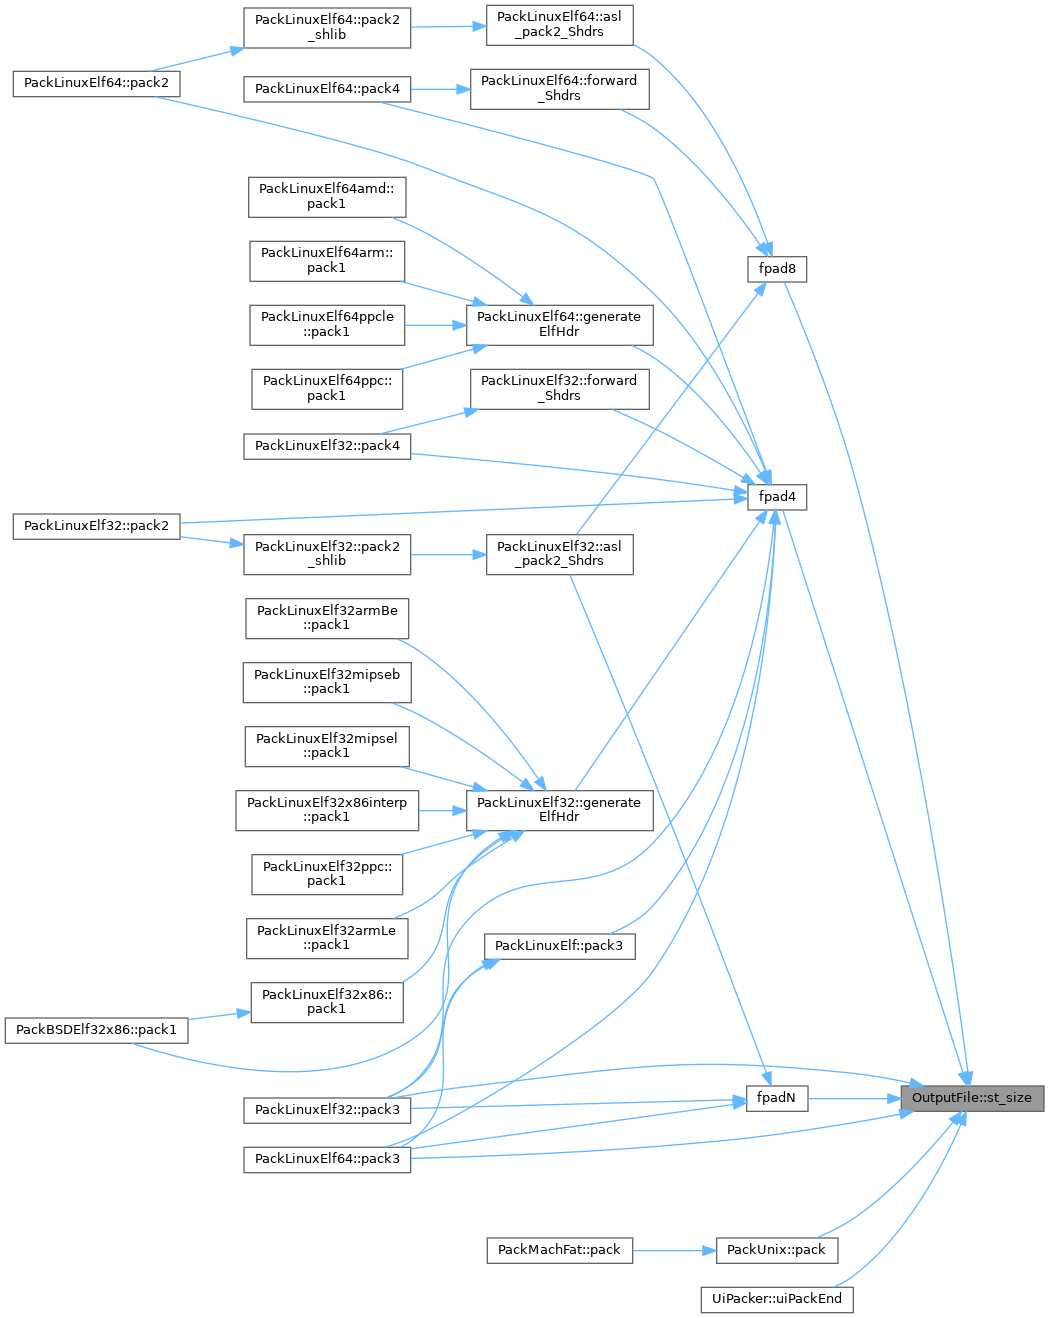 PackLinuxElf64::pack2
_shlib
PackLinuxElf64::asl
_pack2_Shdrs
PackLinuxElf64::pack2
PackLinuxElf64::pack4
PackLinuxElf64::forward
_Shdrs
PackLinuxElf64amd::
pack1
PackLinuxElf64arm::
pack1
fpad8
PackLinuxElf64ppcle
::pack1
PackLinuxElf64::generate
ElfHdr
PackLinuxElf64ppc::
pack1
PackLinuxElf32::forward
_Shdrs
PackLinuxElf32::pack4
fpad4
PackLinuxElf32::pack2
PackLinuxElf32::pack2
_shlib
PackLinuxElf32::asl
_pack2_Shdrs
PackLinuxElf32armBe
::pack1
PackLinuxElf32mipseb
::pack1
PackLinuxElf32mipsel
::pack1
PackLinuxElf32x86interp
::pack1
PackLinuxElf32::generate
ElfHdr
PackLinuxElf32ppc::
pack1
PackLinuxElf32armLe
::pack1
PackLinuxElf::pack3
PackLinuxElf32x86::
pack1
PackBSDElf32x86::pack1
PackLinuxElf32::pack3
fpadN
OutputFile::st_size
PackLinuxElf64::pack3
PackMachFat::pack
PackUnix::pack
UiPacker::uiPackEnd